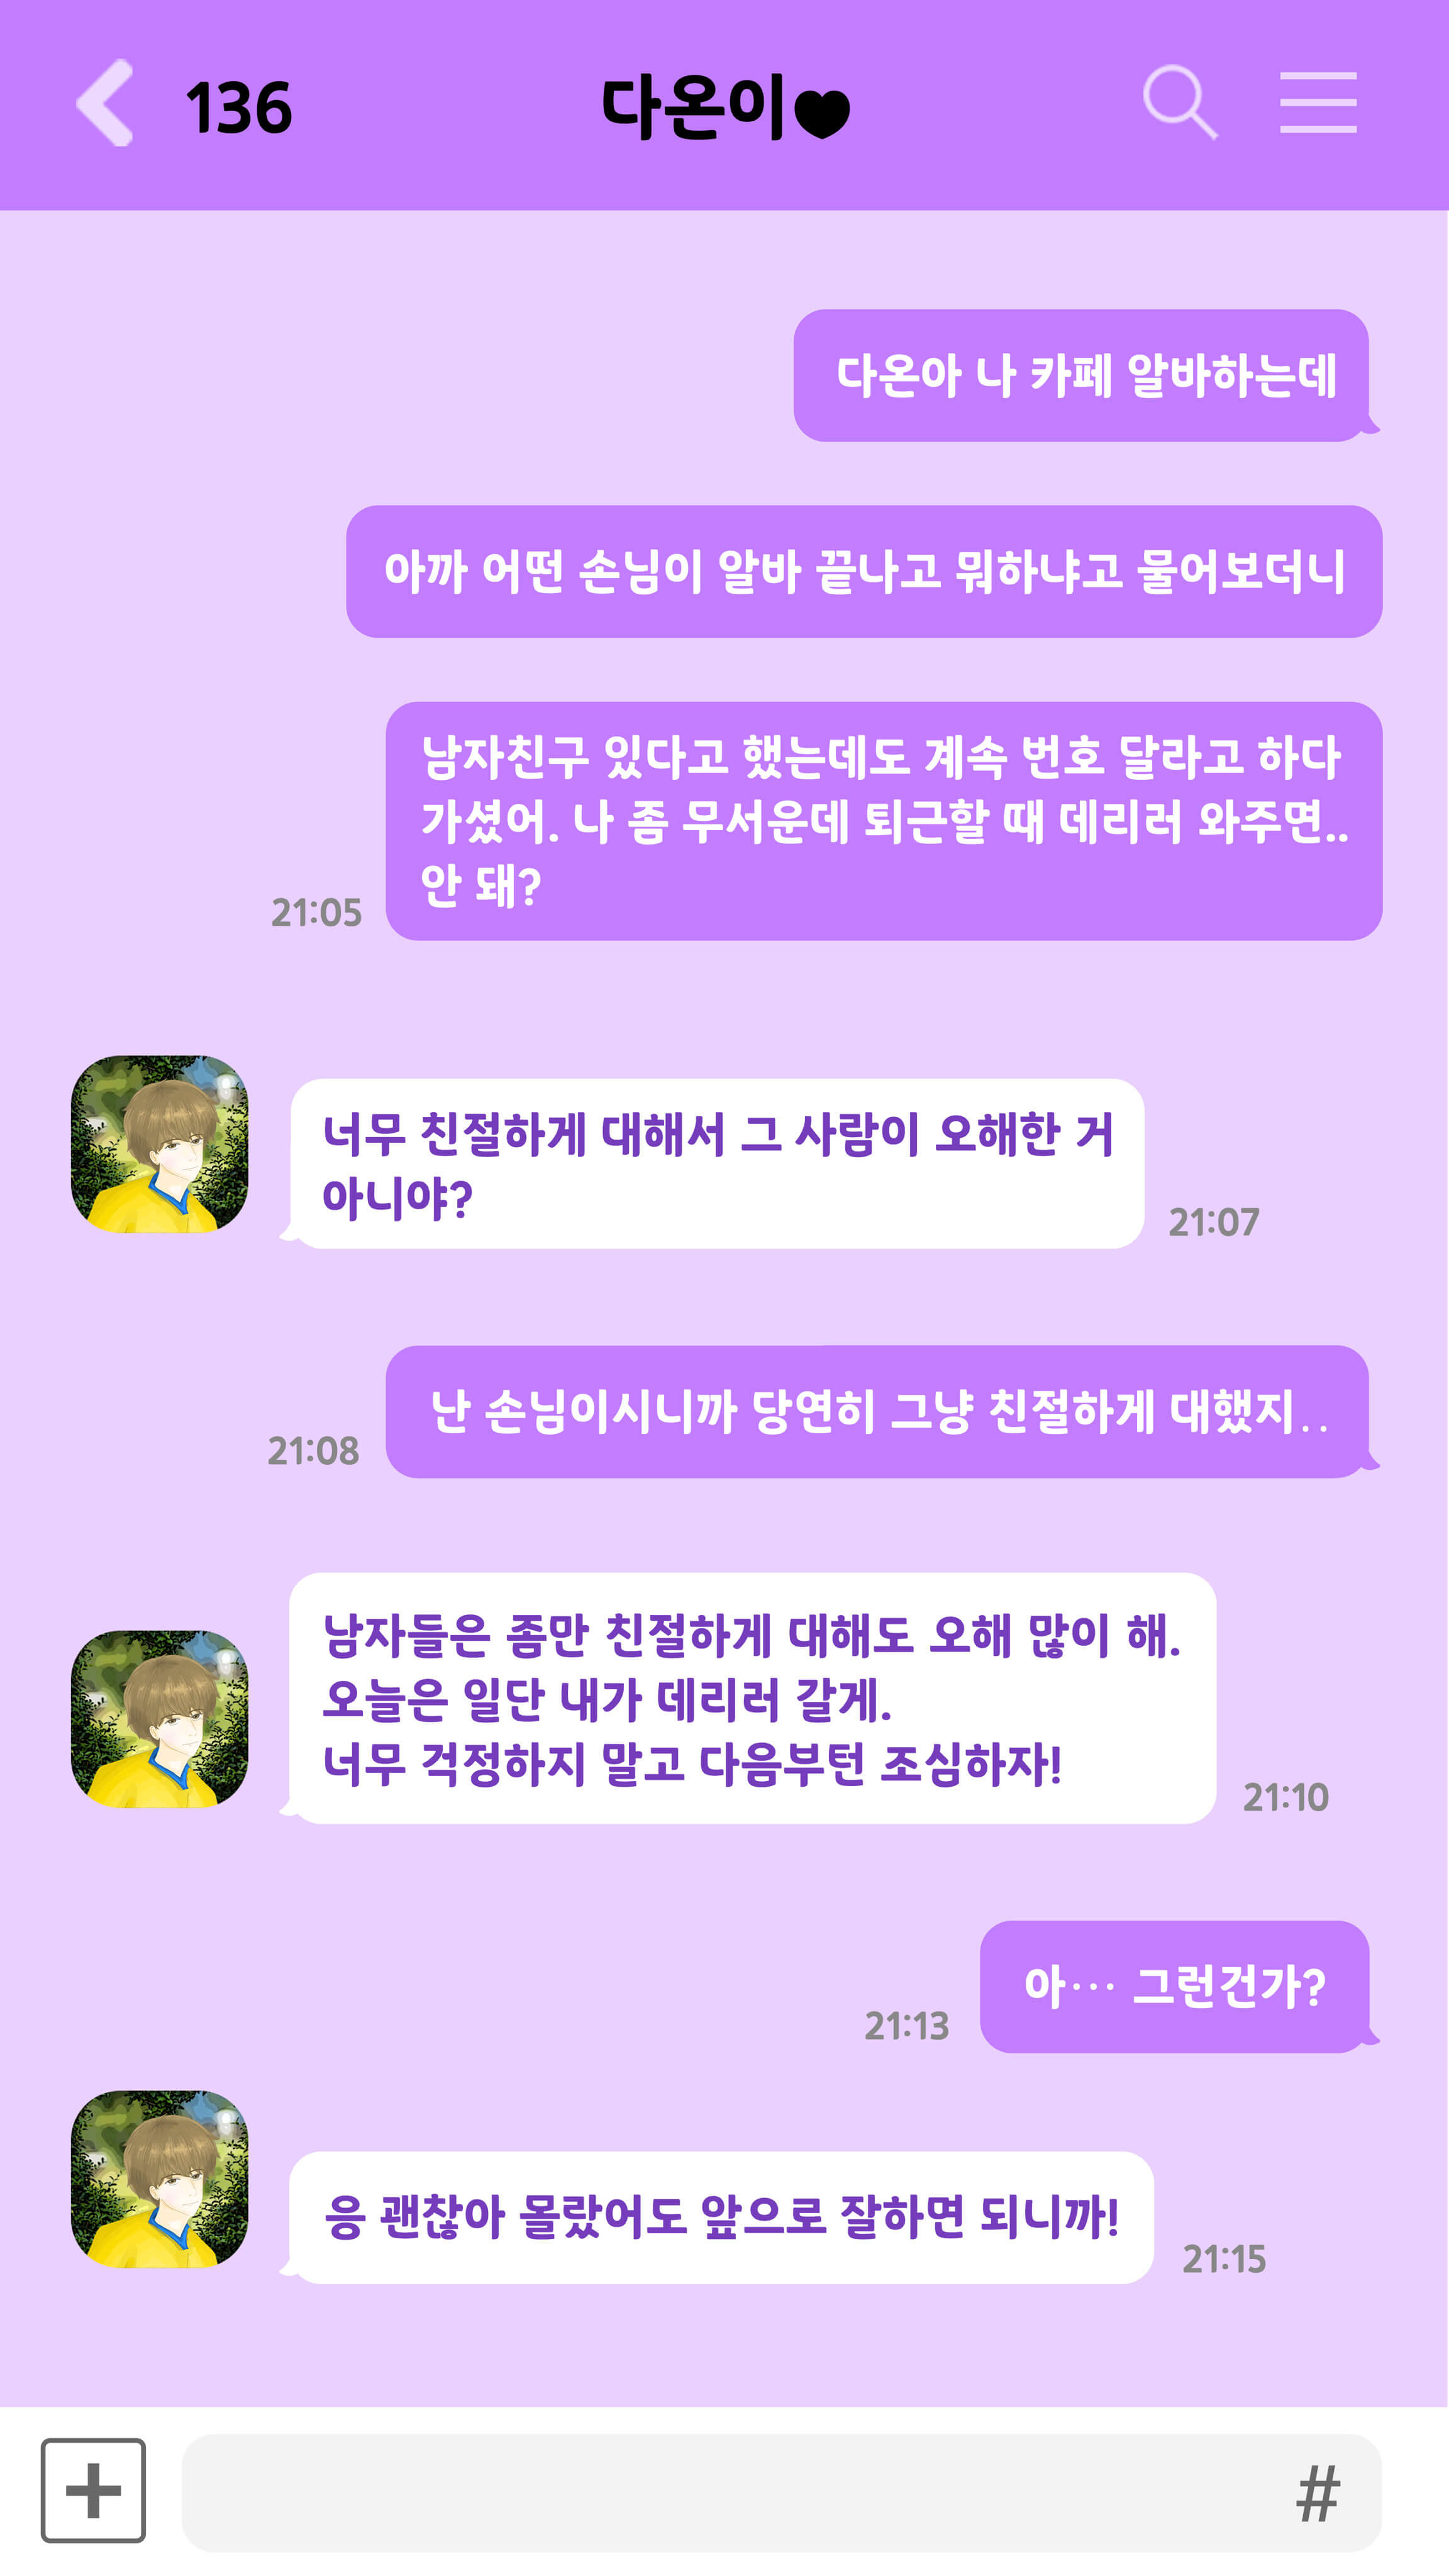 136
다온이♥
다온아 나 카페 알바하는데
아까 어떤 손님이 알바 끝나고 뭐하냐고 물어보더니
남자친구 있다고 했는데도 계속 번호 달라고 하다
가셨어. 나 좀 무서운데 퇴근할 때 데리러 와주면..
안 돼?
21:05
너무 친절하게 대해서 그 사람이 오해한 거
아니야?
21:07
난 손님이시니까 당연히 그냥 친절하게 대했지..
21:08
남자들은 좀만 친절하게 대해도 오해 많이 해.
오늘은 일단 내가 데리러 갈게.
너무 걱정하지 말고 다음부턴 조심하자!
21:10
아… 그런건가?
21:13
응 괜찮아 몰랐어도 앞으로 잘하면 되니까!
21:15
#